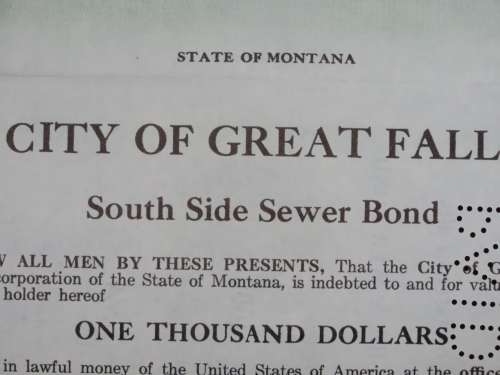 STATE OF MONTANA
CITY OF GREAT FALL
South Side Sewer Bond
W ALL MEN BY THESE PRESENTS, That the City of G
corporation of the State of Montana, is indebted to and for valu
holder hereof
ONE THOUSAND DOLLARS
in lawful money of the United States of America at the office